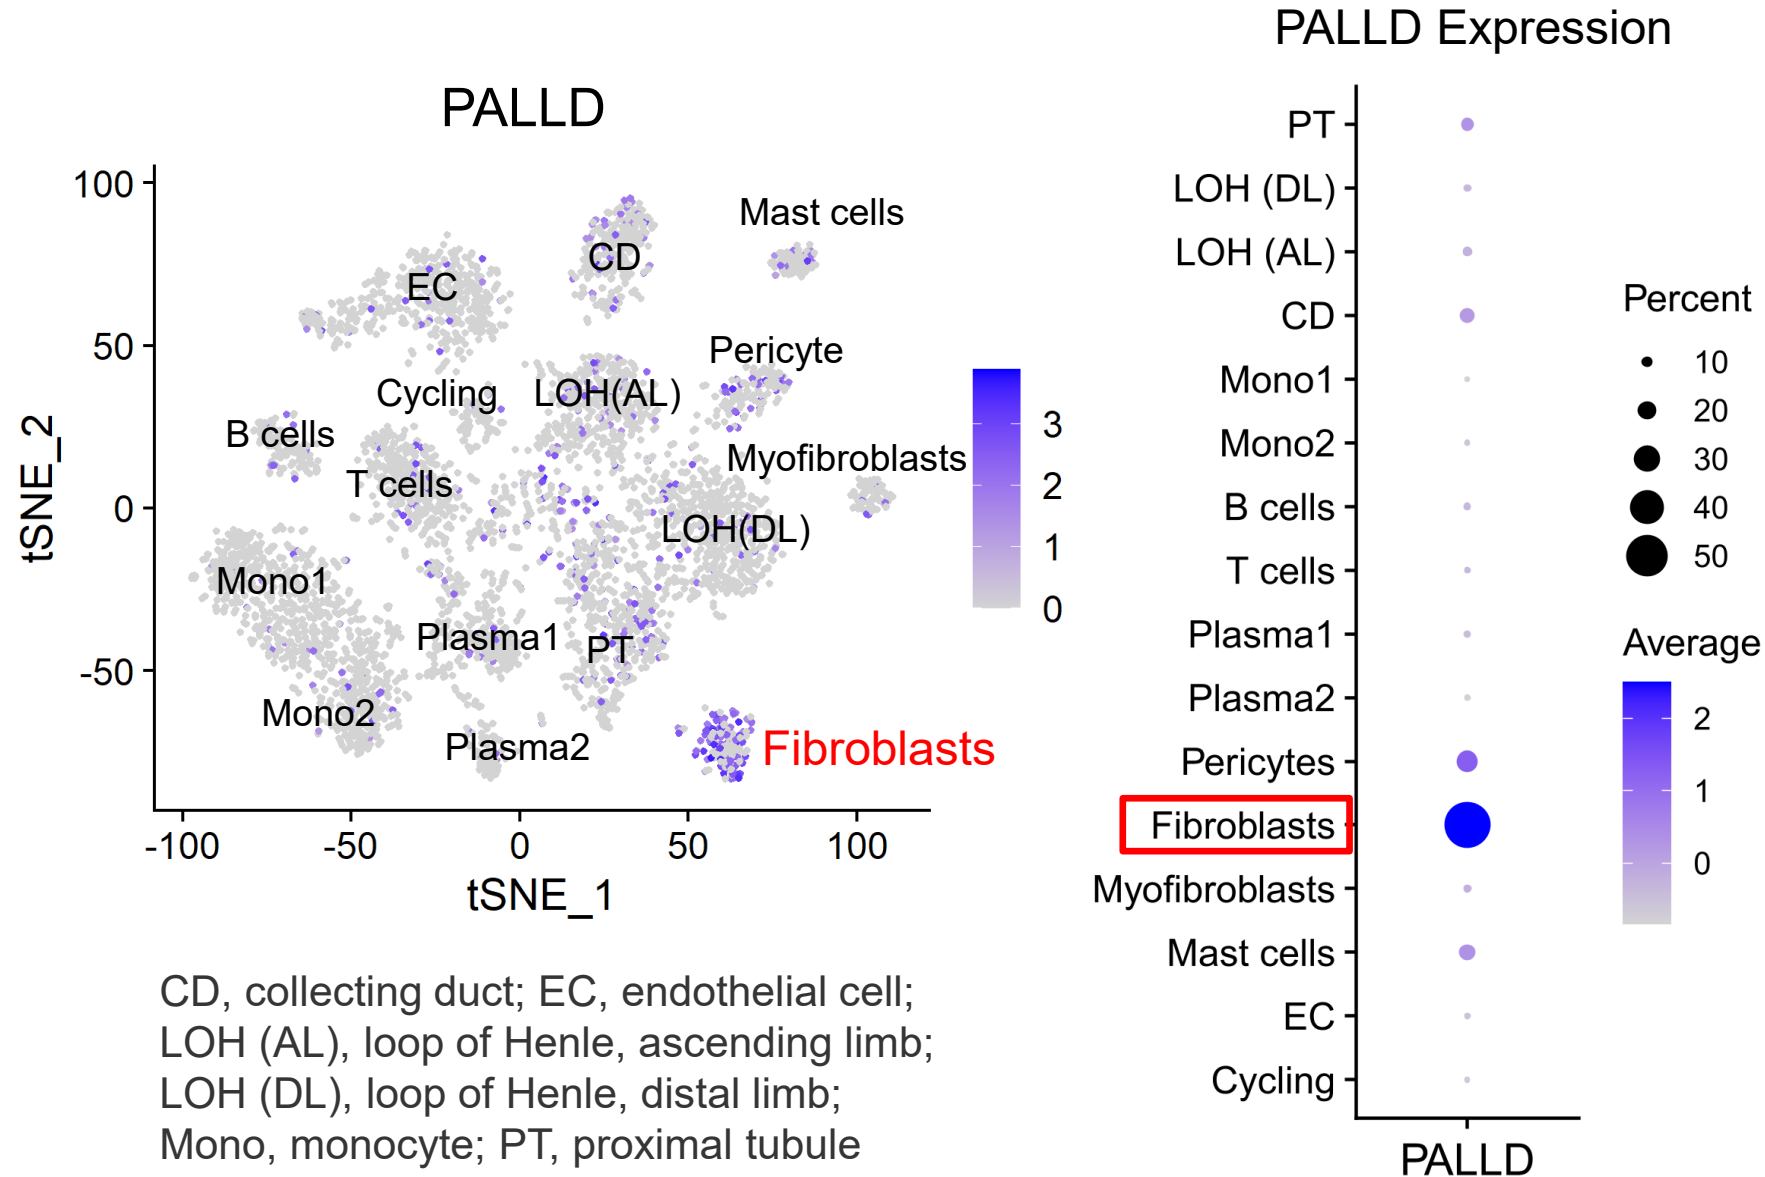 PALLD
100
50
0
-50
tSNE_2
-100
-50
0
50
100
tSNE_1
Mast cells
CD
EC
Pericyte
Cycling
LOH(AL)
B cells
Myofibroblasts
T cells
LOH(DL)
Mono1
Plasma1
PT
Mono2
Plasma2
Fibroblasts
3
2
1
0
CD, collecting duct; EC, endothelial cell;
LOH (AL), loop of Henle, ascending limb;
LOH (DL), loop of Henle, distal limb;
Mono, monocyte; PT, proximal tubule
PALLD Expression
PT
LOH (DL)
LOH (AL)
CD
Mono1
Mono2
B cells
T cells
Plasma1
Plasma2
Pericytes
Fibroblasts
Myofibroblasts
Mast cells
EC
Cycling
PALLD
Percent
10
20
30
40
50
Average
2
1
0